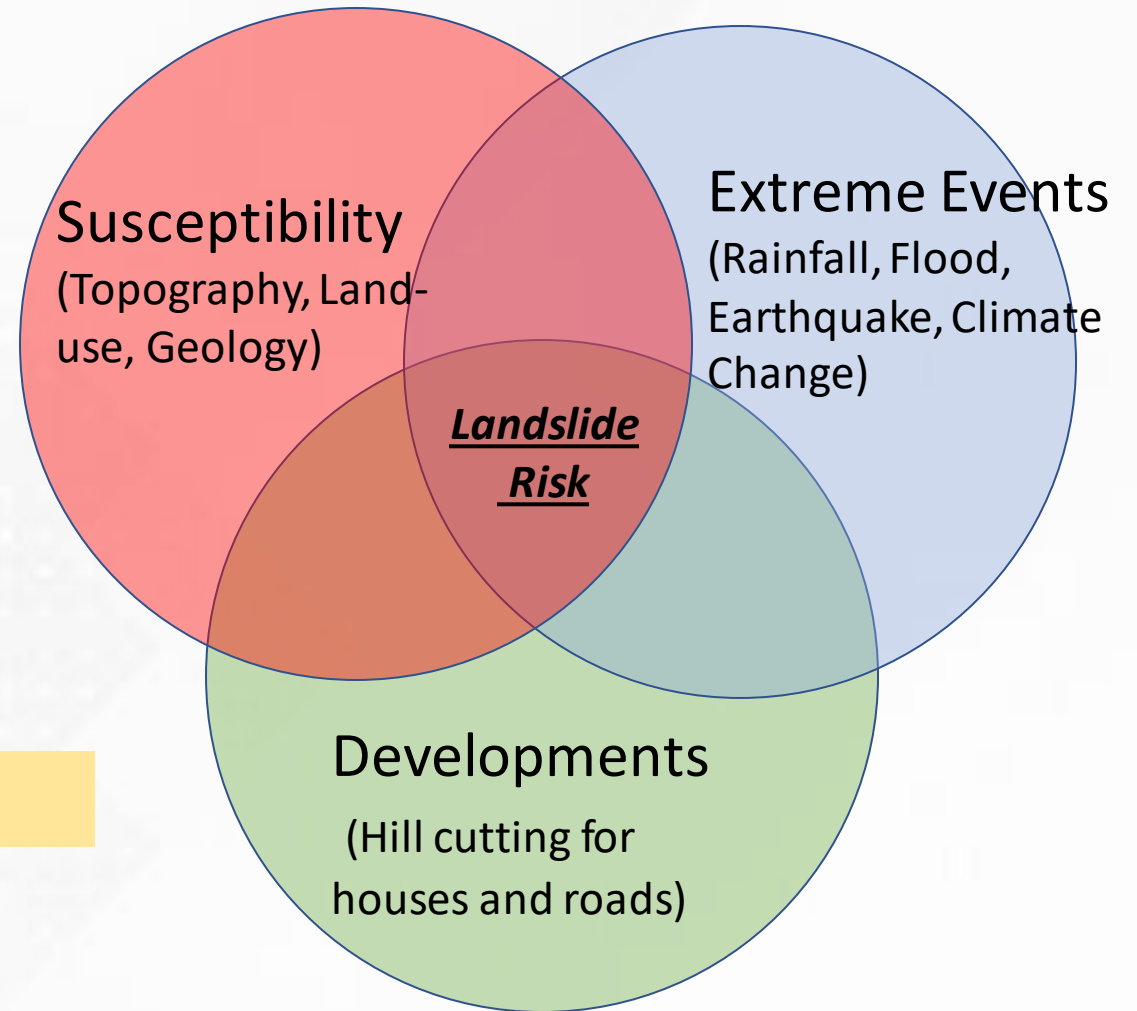 Susceptibility
(Topography, Land-
use, Geology)
Extreme Events
(Rainfall, Flood,
Earthquake, Climate
Change)
Landslide
Risk
Developments
(Hill cutting for
houses and roads)